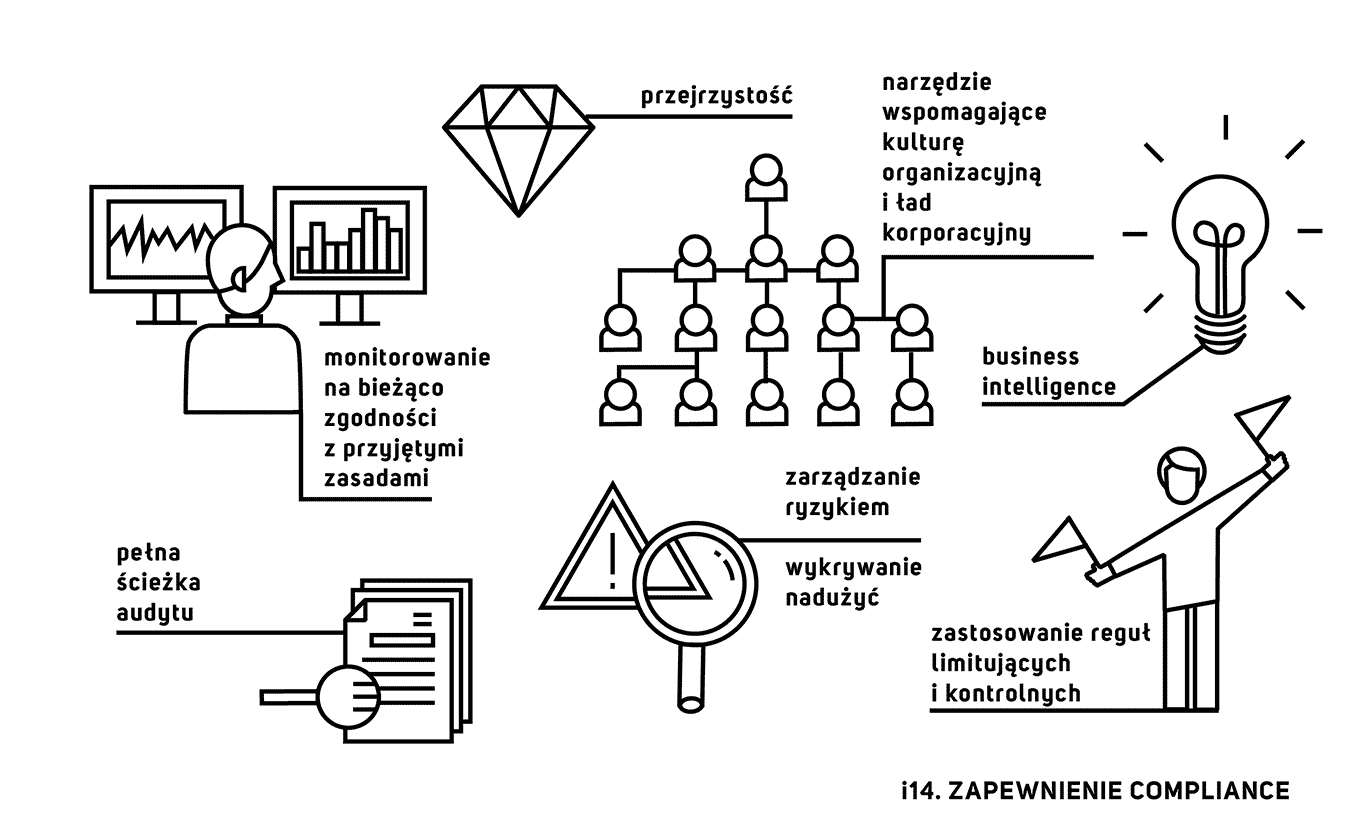 przejrzystość
narzędzie
wspomagające
kulturę
organizacyjną
i ład
korporacyjny
monitorowanie
na bieżąco
zgodności
z przyjętymi
zasadami
business
intelligence
zarządzanie
ryzykiem
wykrywanie
nadużyć
pełna
ścieżka
audytu
zastosowanie reguł
limitujących
i kontrolnych
i14. ZAPEWNIENIE COMPLIANCE